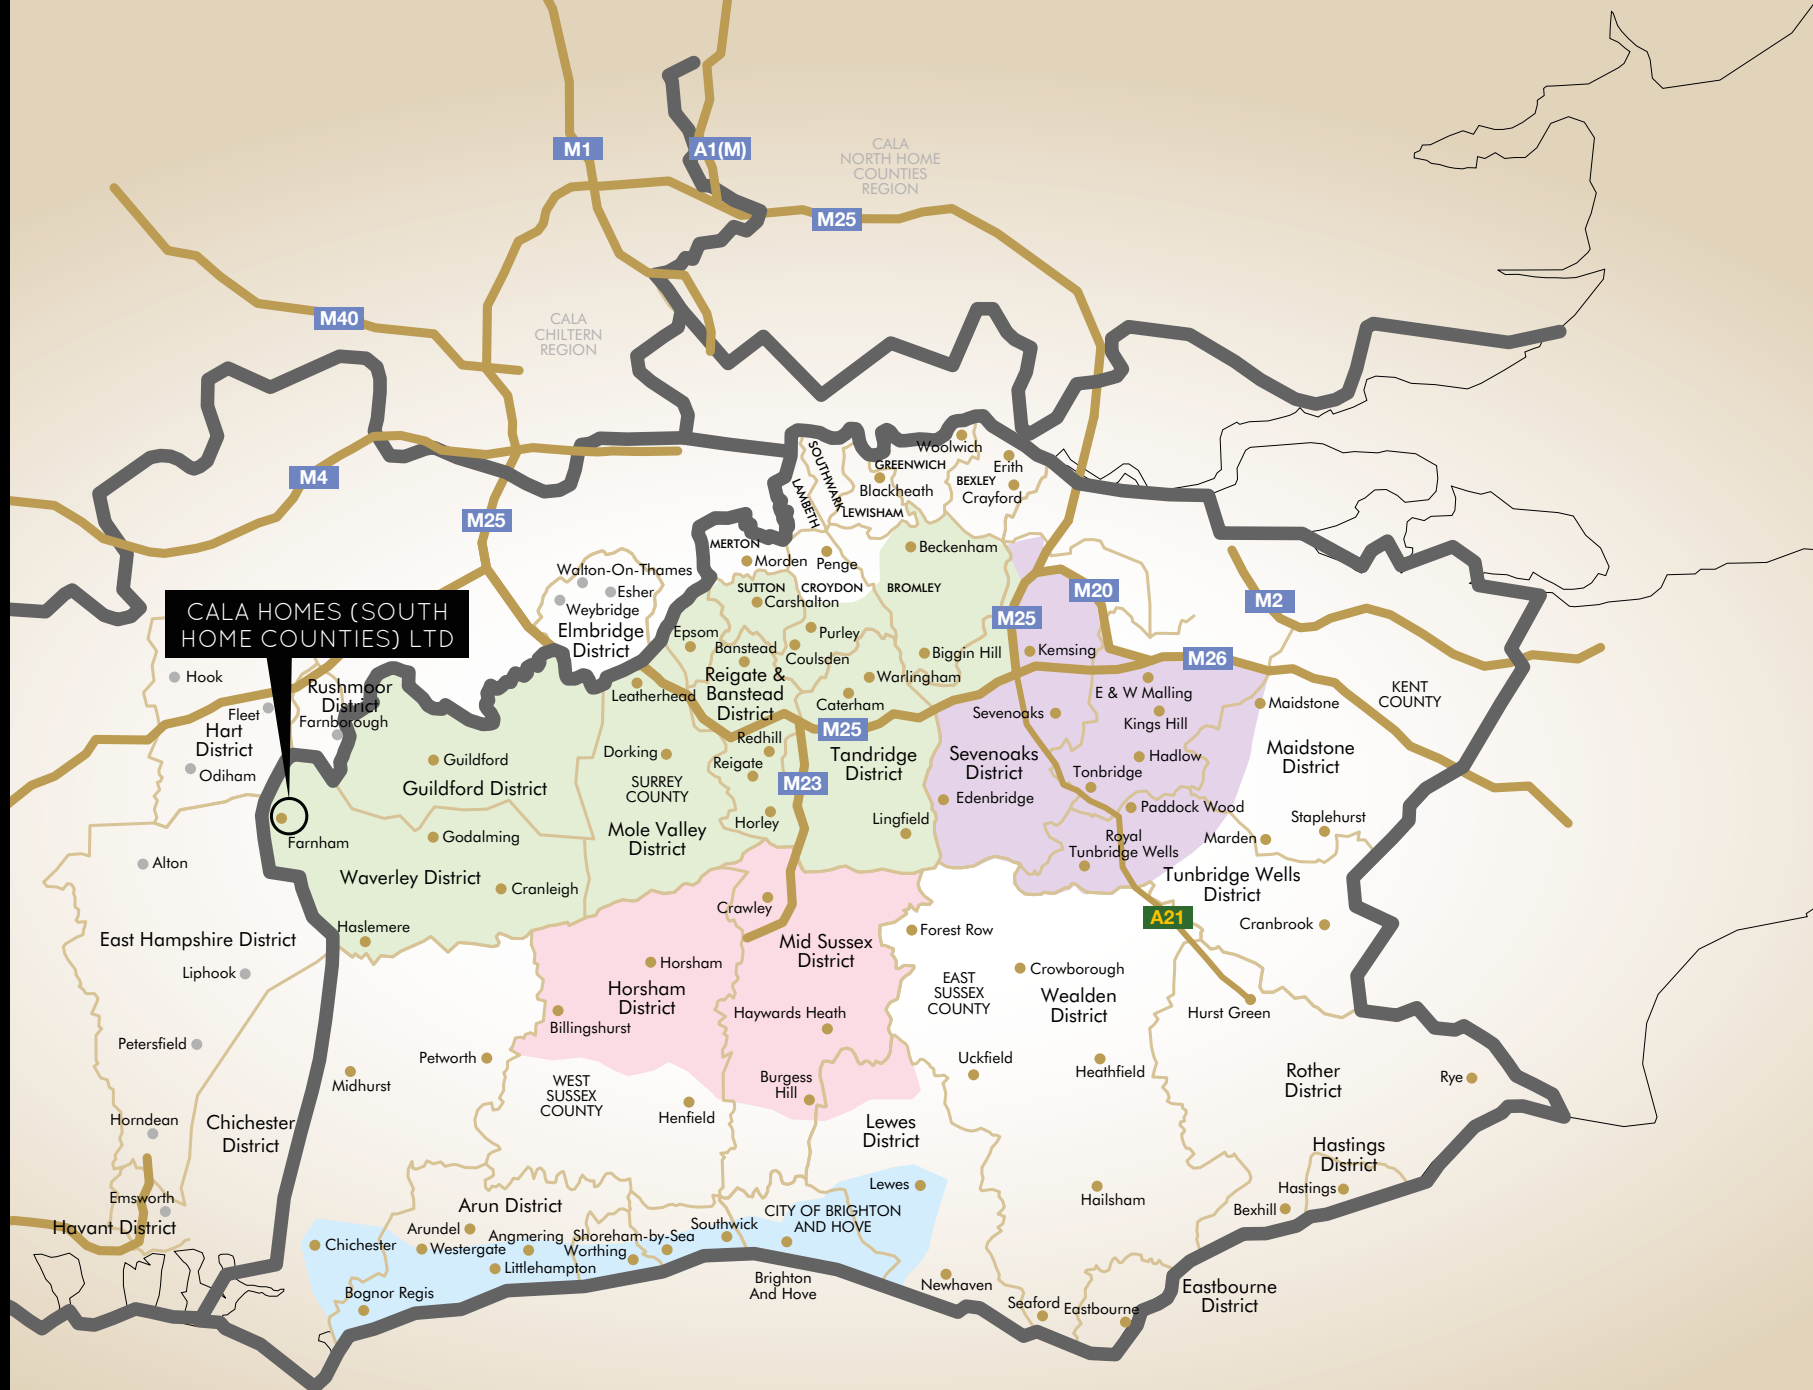 M1
A1(M)
CALA
NORTH HOME
COUNTIES
REGION
M25
M40
CALA
CHILTERN
REGION
M4
M25
SOUTHWARK
LAMBETH
Woolwich
GREENWICH
Erith
BEXLEY
Blackheath
Crayford
LEWISHAM
MERTON
Morden
Penge
Beckenham
Walton-On-Thames
Esher
Weybridge
Elmbridge
District
SUTTON
CROYDON
BROMLEY
Carshalton
M25
M20
M2
CALA HOMES (SOUTH
HOME COUNTIES) LTD
Epsom
Purley
Banstead
Coulsden
Biggin Hill
Kemsing
M26
Hook
Rushmoor
District
Farnborough
Fleet
Hart
District
Odiham
Leatherhead
Reigate &
Banstead
District
Warlingham
Caterham
M25
E & W Malling
Kings Hill
Sevenoaks
Maidstone
KENT
COUNTY
Guildford
Guildford District
Dorking
SURREY
COUNTY
Redhill
Reigate
M23
Tandridge
District
Sevenoaks
District
Hadlow
Tonbridge
Maidstone
District
Edenbridge
Paddock Wood
Farnham
Godalming
Mole Valley
District
Horley
Lingfield
Royal
Tunbridge Wells
Marden
Staplehurst
Alton
Waverley District
Cranleigh
Tunbridge Wells
District
Crawley
A21
Cranbrook
East Hampshire District
Haslemere
Liphook
Mid Sussex
District
Forest Row
Horsham
Horsham
District
EAST
SUSSEX
COUNTY
Crowborough
Wealden
District
Haywards Heath
Hurst Green
Billingshurst
Petersfield
Petworth
Midhurst
WEST
SUSSEX
COUNTY
Burgess
Hill
Uckfield
Heathfield
Rother
District
Rye
Henfield
Horndean
Chichester
District
Lewes
District
Hastings
District
Emsworth
Havant District
Arun District
Lewes
Hailsham
Hastings
Bexhill
CITY OF BRIGHTON
AND HOVE
Chichester
Arundel
Westergate
Angmering
Shoreham-by-Sea
Worthing
Southwick
Littlehampton
Bognor Regis
Brighton
And Hove
Newhaven
Seaford
Eastbourne
Eastbourne
District